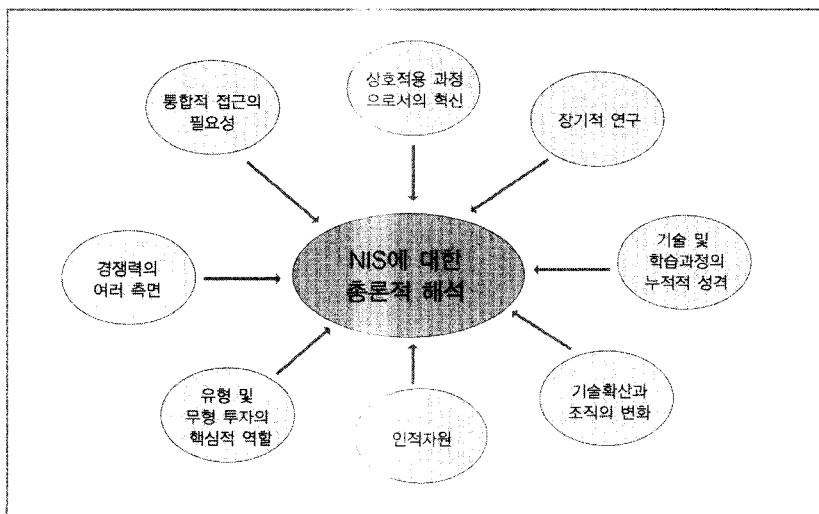 상호작용 과정
으로서의 혁신
통합적 접근의
필요성
장기적 연구
기술 및
학습과정의
누적적 성격
경쟁력의
여러 측면
NIS에 대한
총론적 해석
유형 및
무형 투자의
핵심적 역할
인적자원
기술확산과
조직의 변화